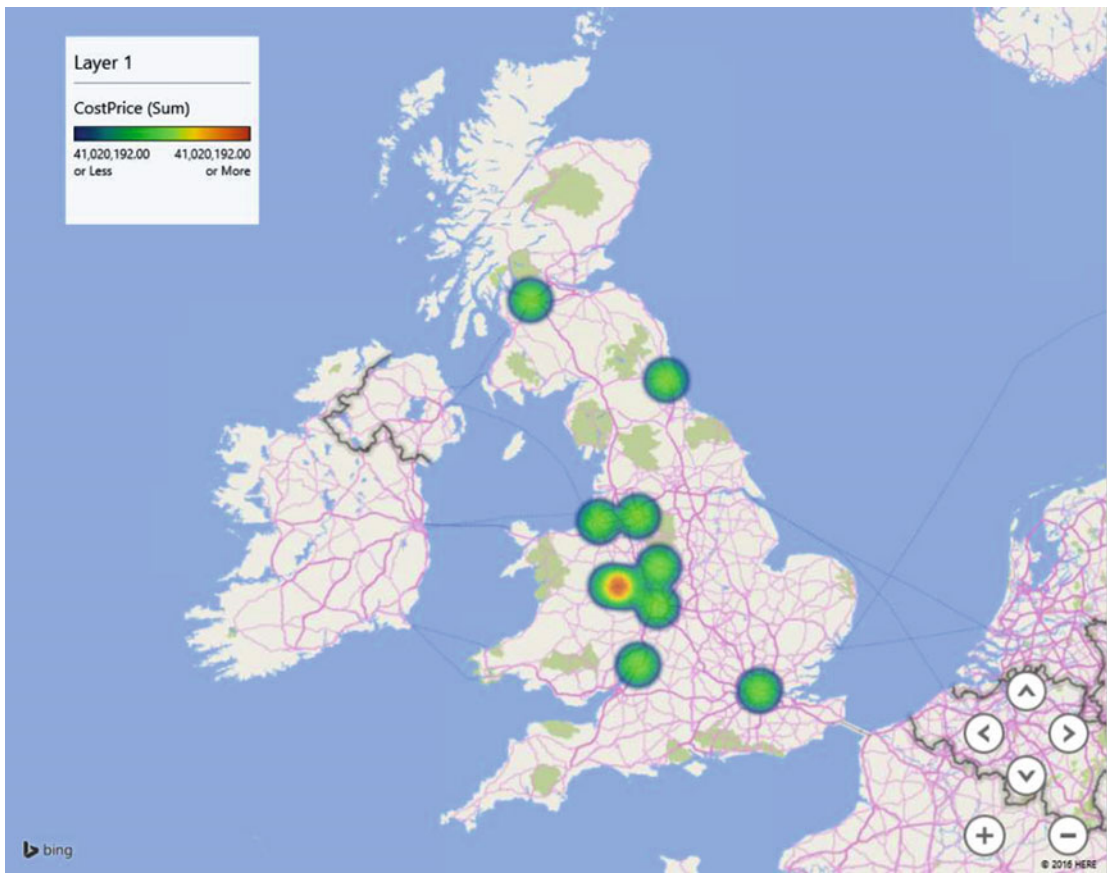 Layer 1
CostPrice (Sum)
41,020,192.00 41,020,192.00
or Less or More
bing
© 2016 HERE